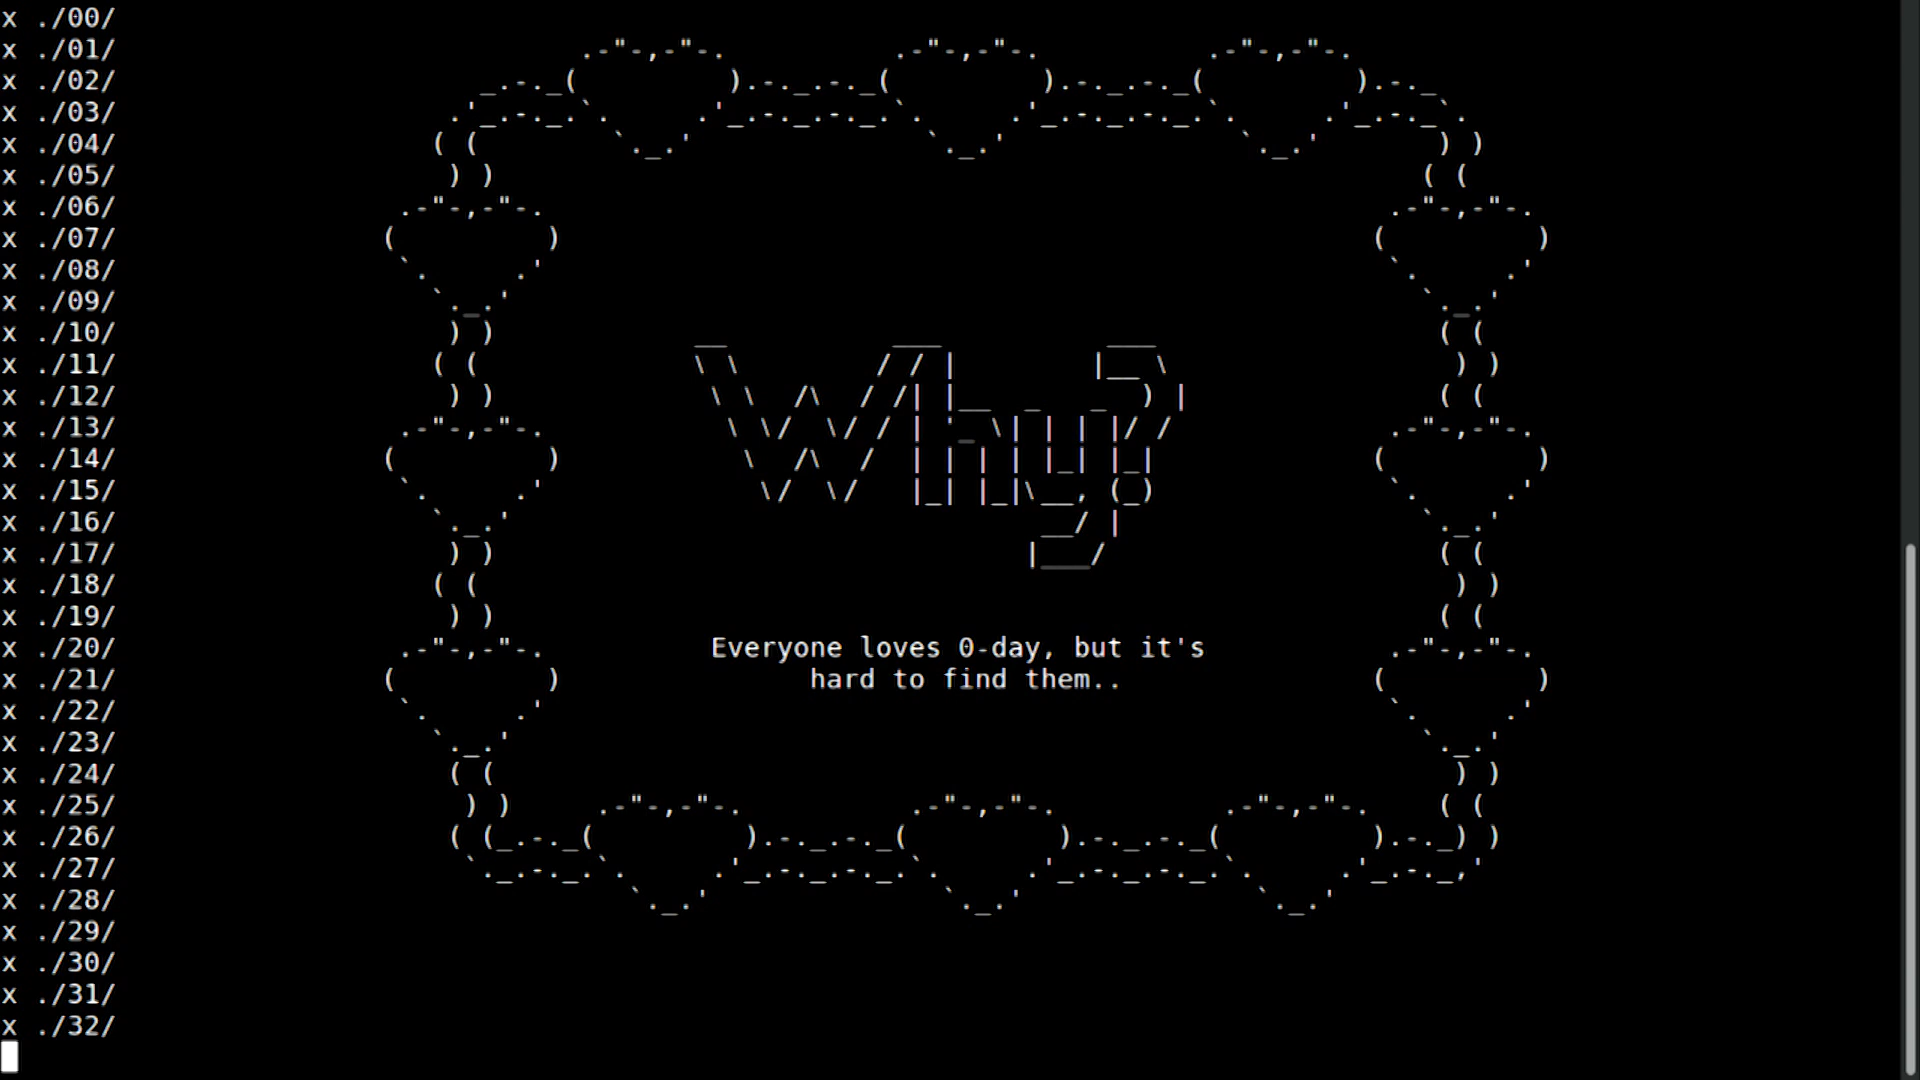 x ./00/
x ./01/
x ./02/
x ./03/
x ./04/
x ./05/
x ./06/
x ./07/
x ./08/
x ./09/
x ./10/
x ./11/
x ./12/
x ./13/
x ./14/
x ./15/
x ./16/
x ./17/
x ./18/
x ./19/
x ./20/
x ./21/
x ./22/
x ./23/
x ./24/
x ./25/
x ./26/
x ./27/
x ./28/
x ./29/
x ./30/
x ./31/
x ./32/
Why?
Everyone loves 0-day, but it's
hard to find them..